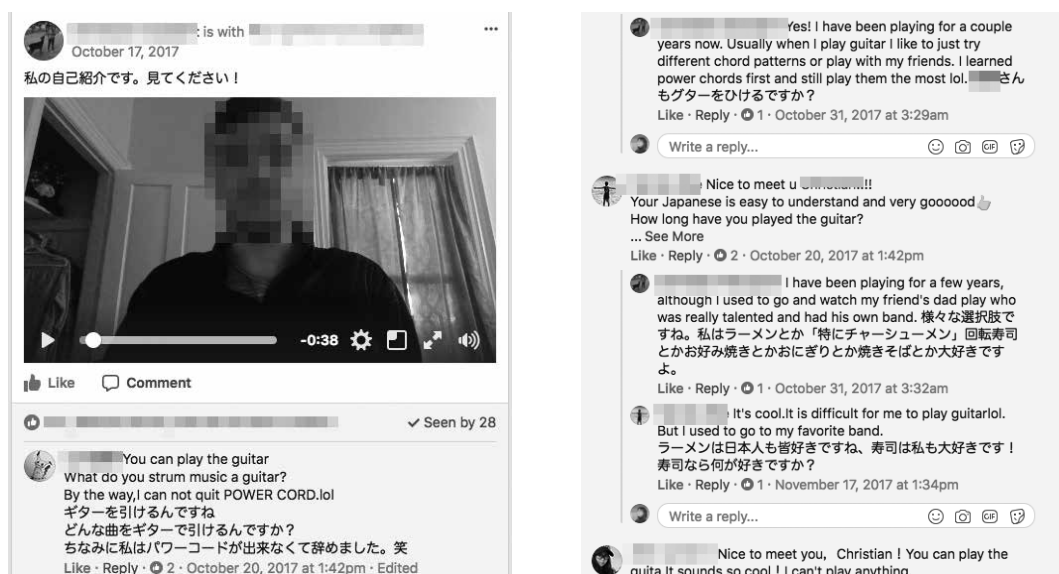 is with
October 17, 2017
私の自己紹介です。見てください！
-0:38
Like Comment
Seen by 28
You can play the guitar
What do you strum music a guitar?
By the way,I can not quit POWER CORD.lol
ギターを引けるんですね
どんな曲をギターで引けるんですか？
ちなみに私はパワーコードが出来なくて辞めました。笑
Like · Reply · 2 · October 20, 2017 at 1:42pm · Edited
Yes! I have been playing for a couple
years now. Usually when I play guitar I like to just try
different chord patterns or play with my friends. I learned
power chords first and still play them the most lol. さん
もグターをひけるですか？
Like · Reply · 1 · October 31, 2017 at 3:29am
Write a reply... GIF
Nice to meet u !!
Your Japanese is easy to understand and very goooood
How long have you played the guitar?
... See More
Like · Reply · 2 · October 20, 2017 at 1:42pm
I have been playing for a few years,
although I used to go and watch my friend's dad play who
was really talented and had his own band. 様々な選択肢で
すね。私はラーメンとか「特にチャーシューメン」回転寿司
とかお好み焼きとかおにぎりとか焼きそばとか大好きです
よ。
Like · Reply · 1 · October 31, 2017 at 3:32am
It's cool.It is difficult for me to play guitarlol.
But I used to go to my favorite band.
ラーメンは日本人も皆好きですね、寿司は私も大好きです！
寿司なら何が好きですか？
Like · Reply · 1 · November 17, 2017 at 1:34pm
Write a reply... GIF
Nice to meet you, Christian ! You can play the
guita.It sounds so cool ! I can't play anything